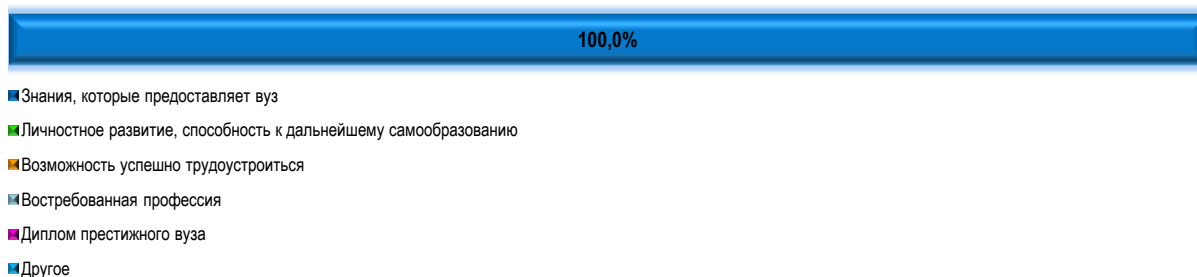 100,0%
Знания, которые предоставляет вуз
Личностное развитие, способность к дальнейшему самообразованию
Возможность успешно трудоустроиться
Востребованная профессия
Диплом престижного вуза
Другое